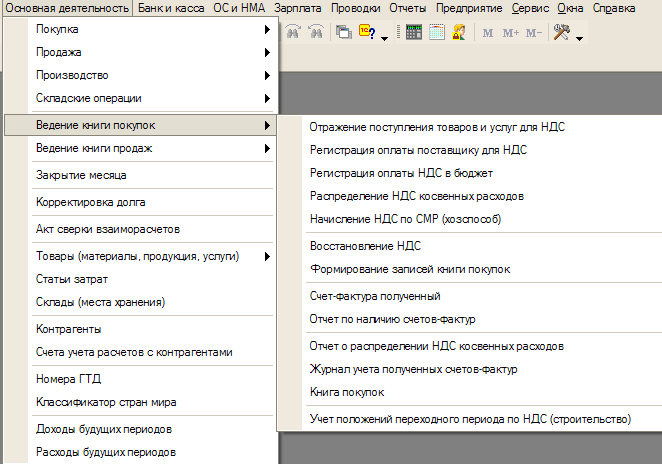 Основная деятельность Банк и касса ОС и НМА Зарплата Проводки Отчеты Предприятие Сервис Окна Справка
Покупка
Продажа
Производство
Складские операции
Ведение книги покупок
Ведение книги продаж
Закрытие месяца
Корректировка долга
Акт сверки взаиморасчетов
Товары (материалы, продукция, услуги)
Статьи затрат
Склады (места хранения)
Контрагенты
Счета учета расчетов с контрагентами
Номера ГТД
Классификатор стран мира
Доходы будущих периодов
Расходы будущих периодов
M M+ M−
Отражение поступления товаров и услуг для НДС
Регистрация оплаты поставщику для НДС
Регистрация оплаты НДС в бюджет
Распределение НДС косвенных расходов
Начисление НДС по СМР (хозспособ)
Восстановление НДС
Формирование записей книги покупок
Счет-фактура полученный
Отчет по наличию счетов-фактур
Отчет о распределении НДС косвенных расходов
Журнал учета полученных счетов-фактур
Книга покупок
Учет положений переходного периода по НДС (строительство)